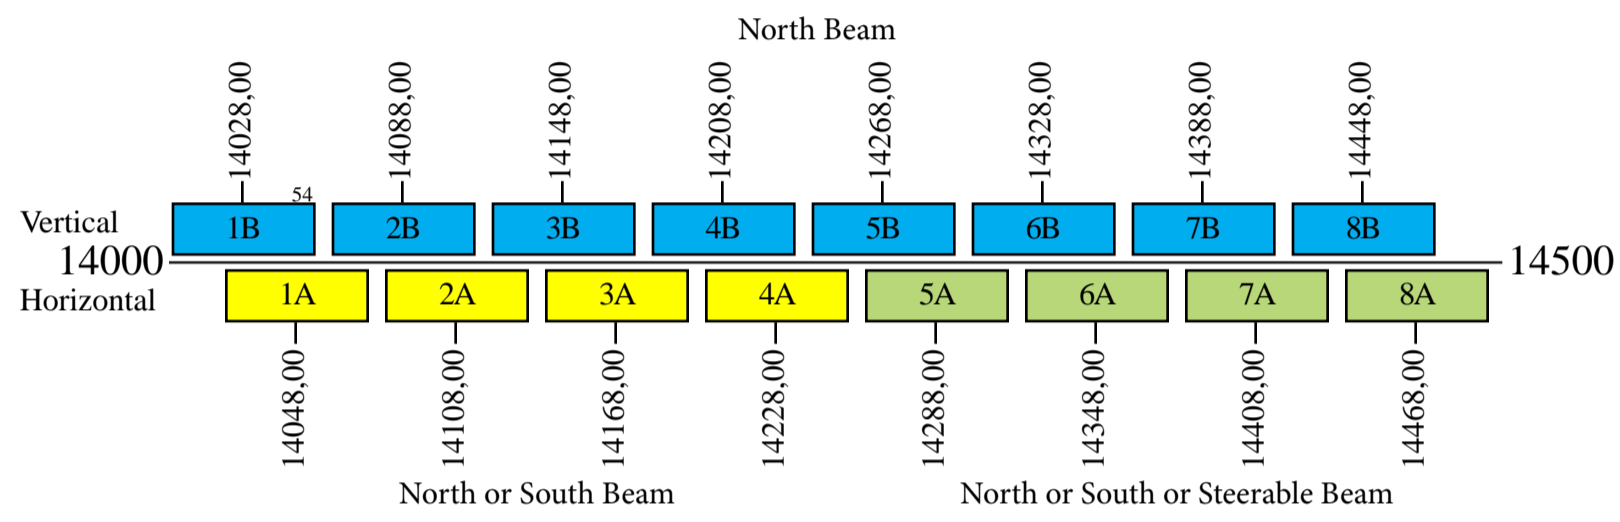 North Beam
14028,00 14088,00 14148,00 14208,00 14268,00 14328,00 14388,00 14448,00
54
Vertical 1B 2B 3B 4B 5B 6B 7B 8B
14000 14500
Horizontal 1A 2A 3A 4A 5A 6A 7A 8A
14048,00 14108,00 14168,00 14228,00 14288,00 14348,00 14408,00 14468,00
North or South Beam North or South or Steerable Beam